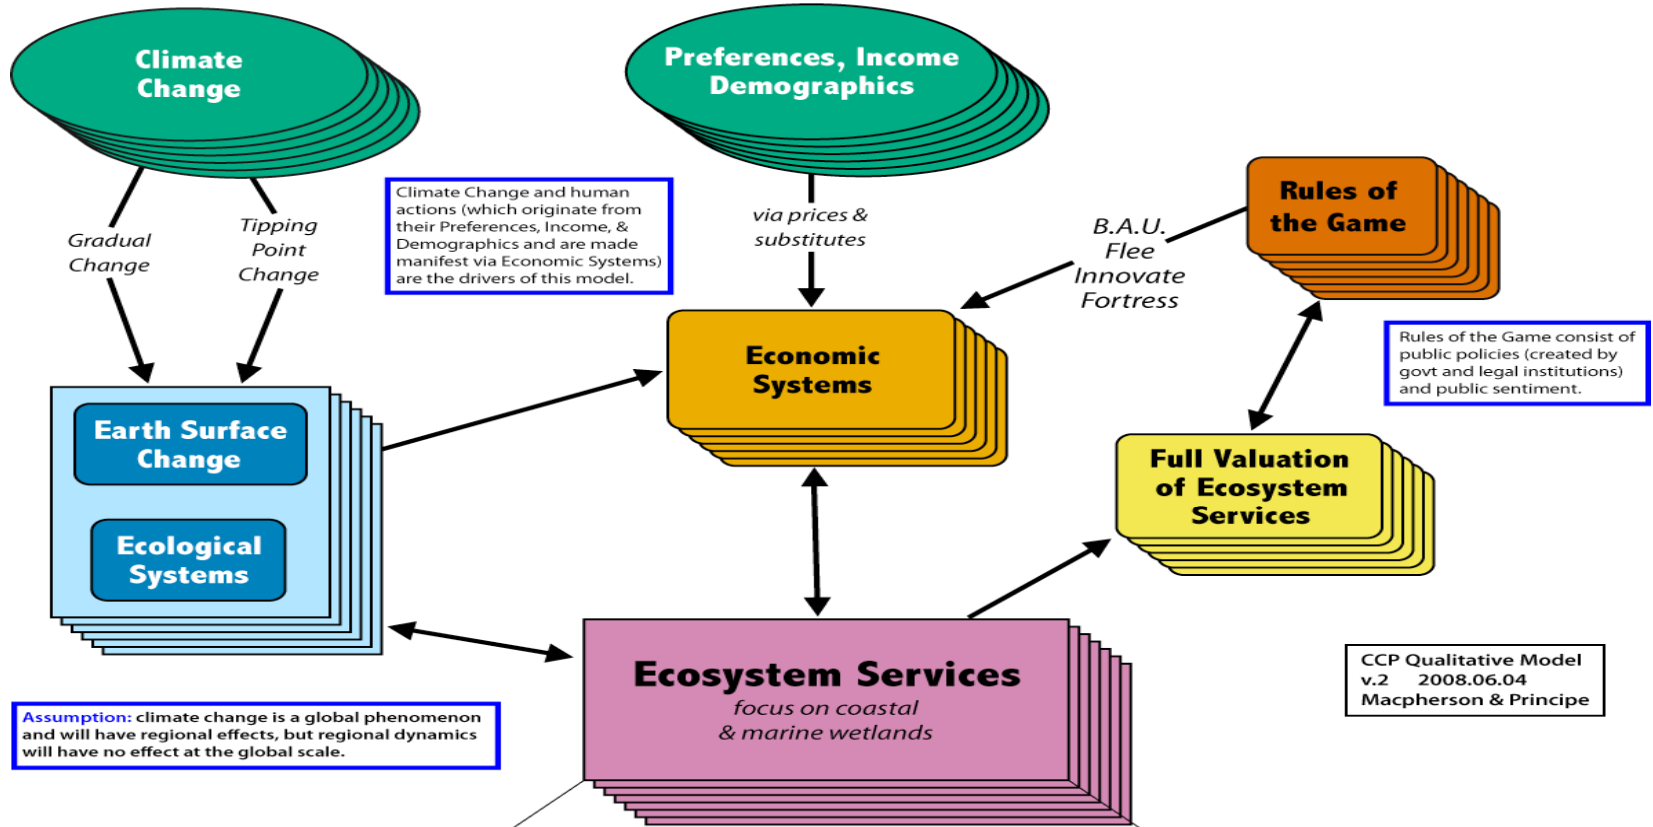 Climate
Change
Preferences, Income
Demographics
Rules of
the Game
Climate Change and human
actions (which originate from
their Preferences, Income, &
Demographics and are made
manifest via Economic Systems)
are the drivers of this model.
Gradual
Change
Tipping
Point
Change
via prices &
substitutes
B.A.U.
Flee
Innovate
Fortress
Rules of the Game consist of
public policies (created by
govt and legal institutions)
and public sentiment.
Economic
Systems
Earth Surface
Change
Ecological
Systems
Full Valuation
of Ecosystem
Services
Ecosystem Services
focus on coastal
& marine wetlands
CCP Qualitative Model
v.2 2008.06.04
Macpherson & Principe
Assumption: climate change is a global phenomenon
and will have regional effects, but regional dynamics
will have no effect at the global scale.